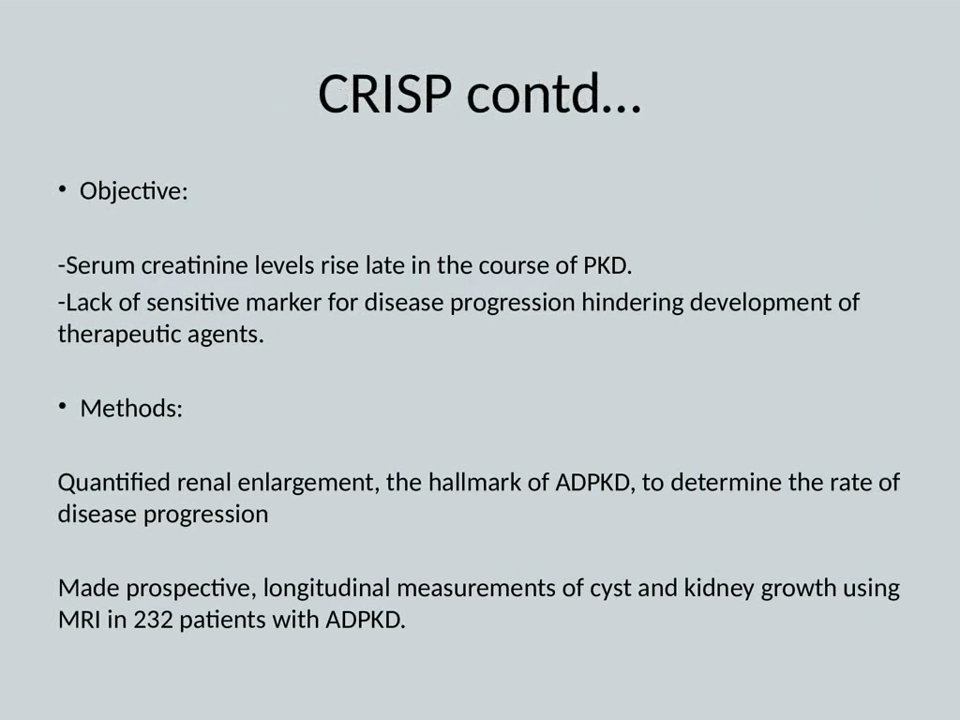 CRISP contd...
• Objective:
-Serum creatinine levels rise late in the course of PKD.
-Lack of sensitive marker for disease progression hindering development of
therapeutic agents.
• Methods:
Quantified renal enlargement, the hallmark of ADPKD, to determine the rate of
disease progression
Made prospective, longitudinal measurements of cyst and kidney growth using
MRI in 232 patients with ADPKD.